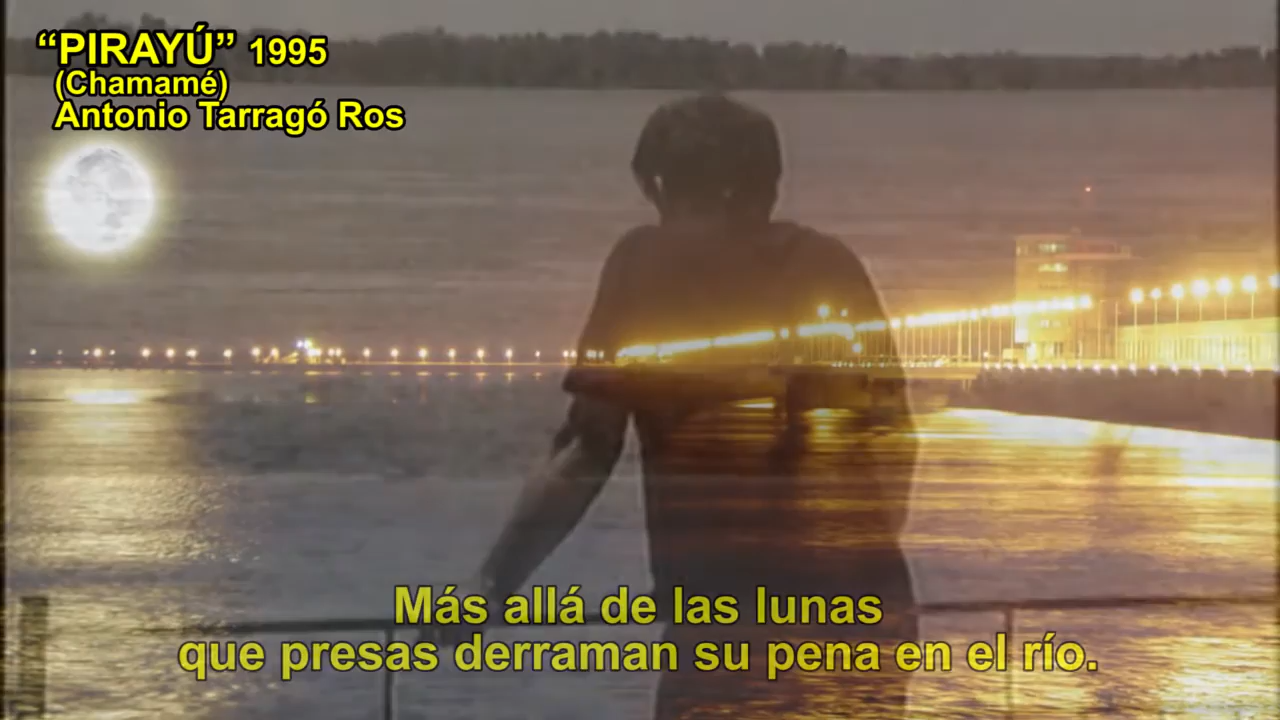 “PIRAYÚ” 1995
(Chamamé)
Antonio Tarragó Ros
Más allá de las lunas
que presas derraman su pena en el río.